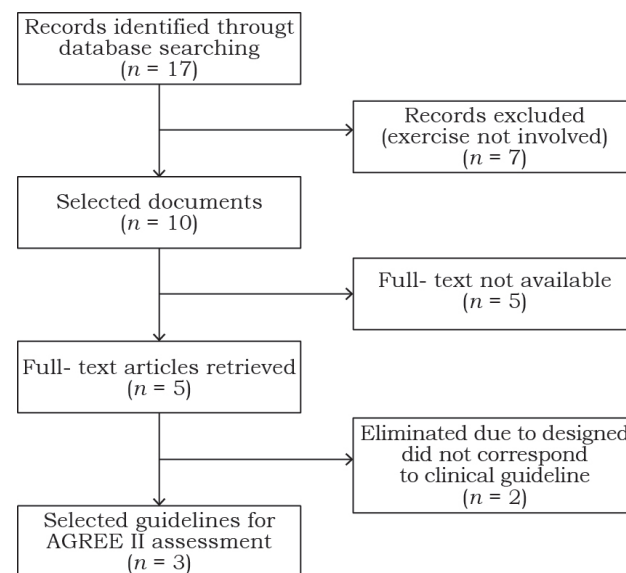 Records identified througt
database searching
(n = 17)
Records excluded
(exercise not involved)
(n = 7)
Selected documents
(n = 10)
Full- text not available
(n = 5)
Full- text articles retrieved
(n = 5)
Eliminated due to designed
did not correspond
to clinical guideline
(n = 2)
Selected guidelines for
AGREE II assessment
(n = 3)